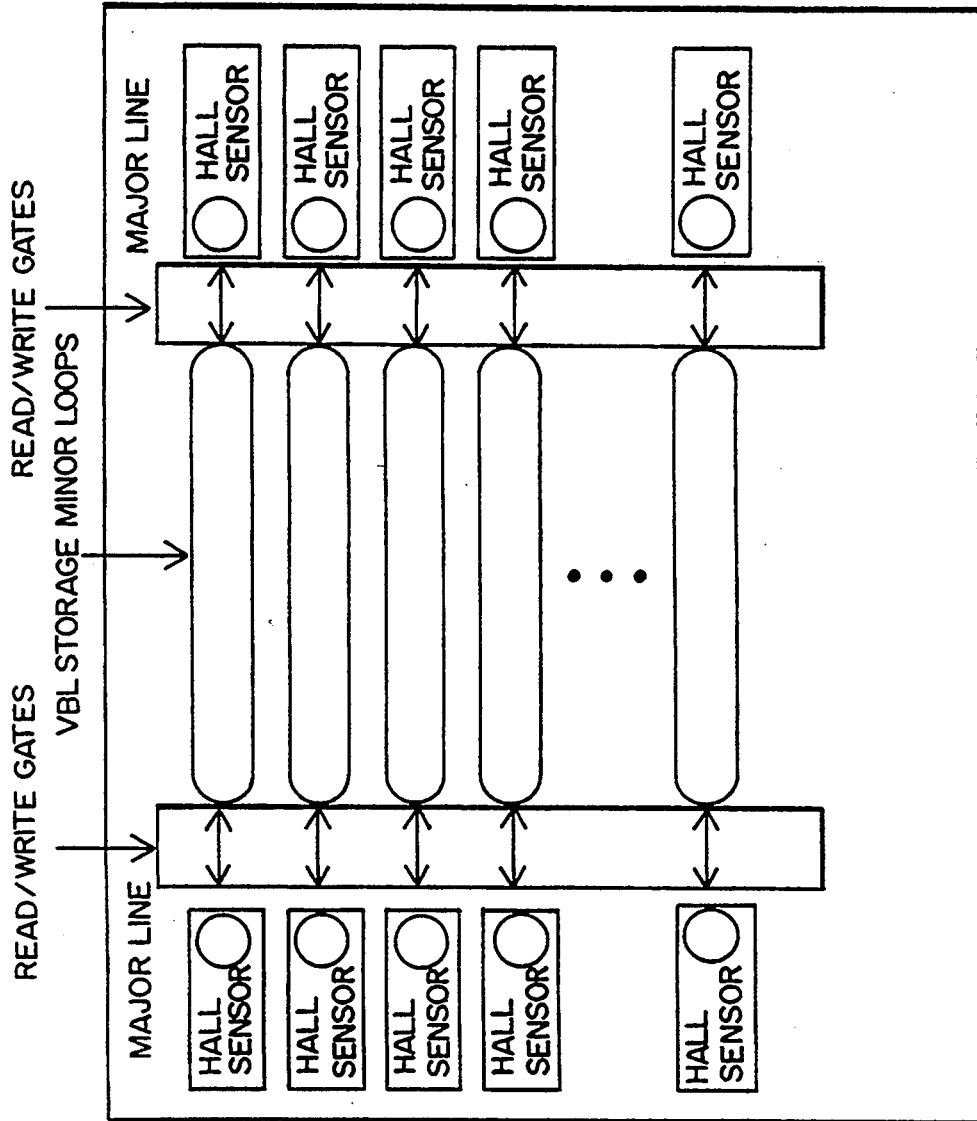 READ/WRITE GATES
READ/WRITE GATES
VBL STORAGE MINOR LOOPS
MAJOR LINE
MAJOR LINE
HALL
SENSOR
HALL
SENSOR
HALL
SENSOR
HALL
SENSOR
HALL
SENSOR
HALL
SENSOR
HALL
SENSOR
HALL
SENSOR
HALL
SENSOR
HALL
SENSOR